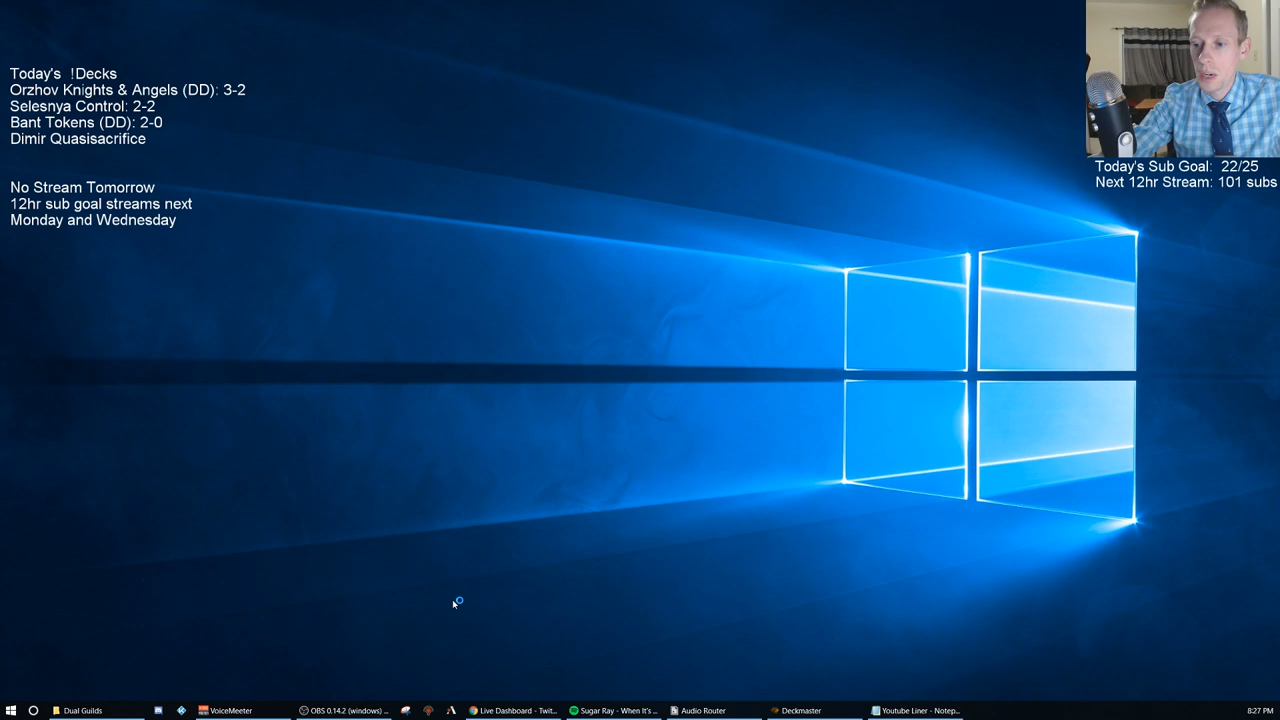 Today's !Decks
Orzhov Knights & Angels (DD): 3-2
Selesnya Control: 2-2
Bant Tokens (DD): 2-0
Dimir Quasisacrifice
No Stream Tomorrow
12hr sub goal streams next
Monday and Wednesday
Today's Sub Goal: 22/25
Next 12hr Stream: 101 subs
Dual Guilds
VoiceMeeter
OBS 0.14.2 (windows) ...
Live Dashboard - Twit...
Sugar Ray - When It's ...
Audio Router
Deckmaster
Youtube Liner - Notep...
8:27 PM